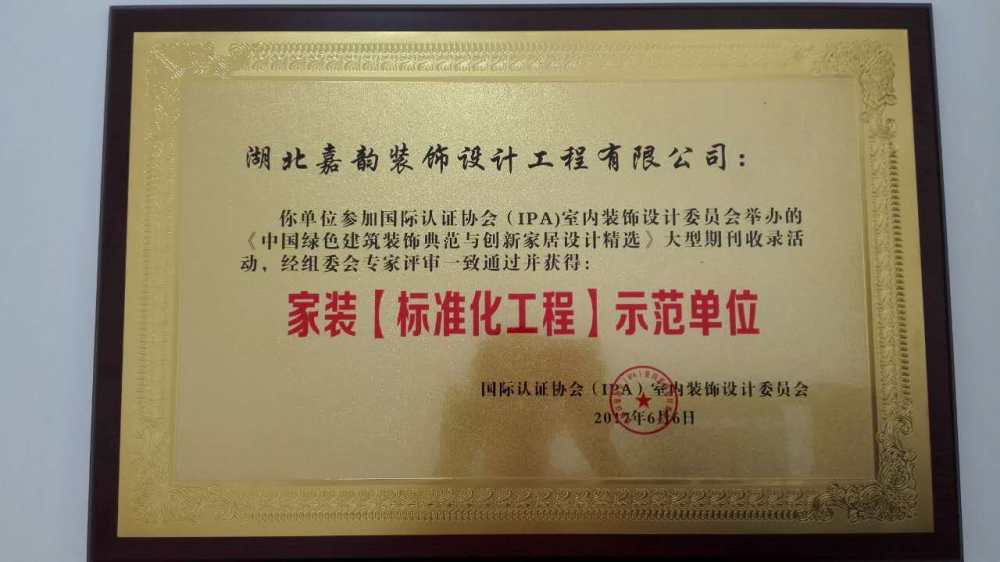 湖北嘉韵装饰设计工程有限公司：
你单位参加国际认证协会（IPA)室内装饰设计委员会举办的
《中国绿色建筑装饰典范与创新家居设计精选》大型期刊收录活
动，经组委会专家评审一致通过并获得：
家装【标准化工程】示范单位
国际认证协会（IPA）室内装饰设计委员会
2017年6月6日